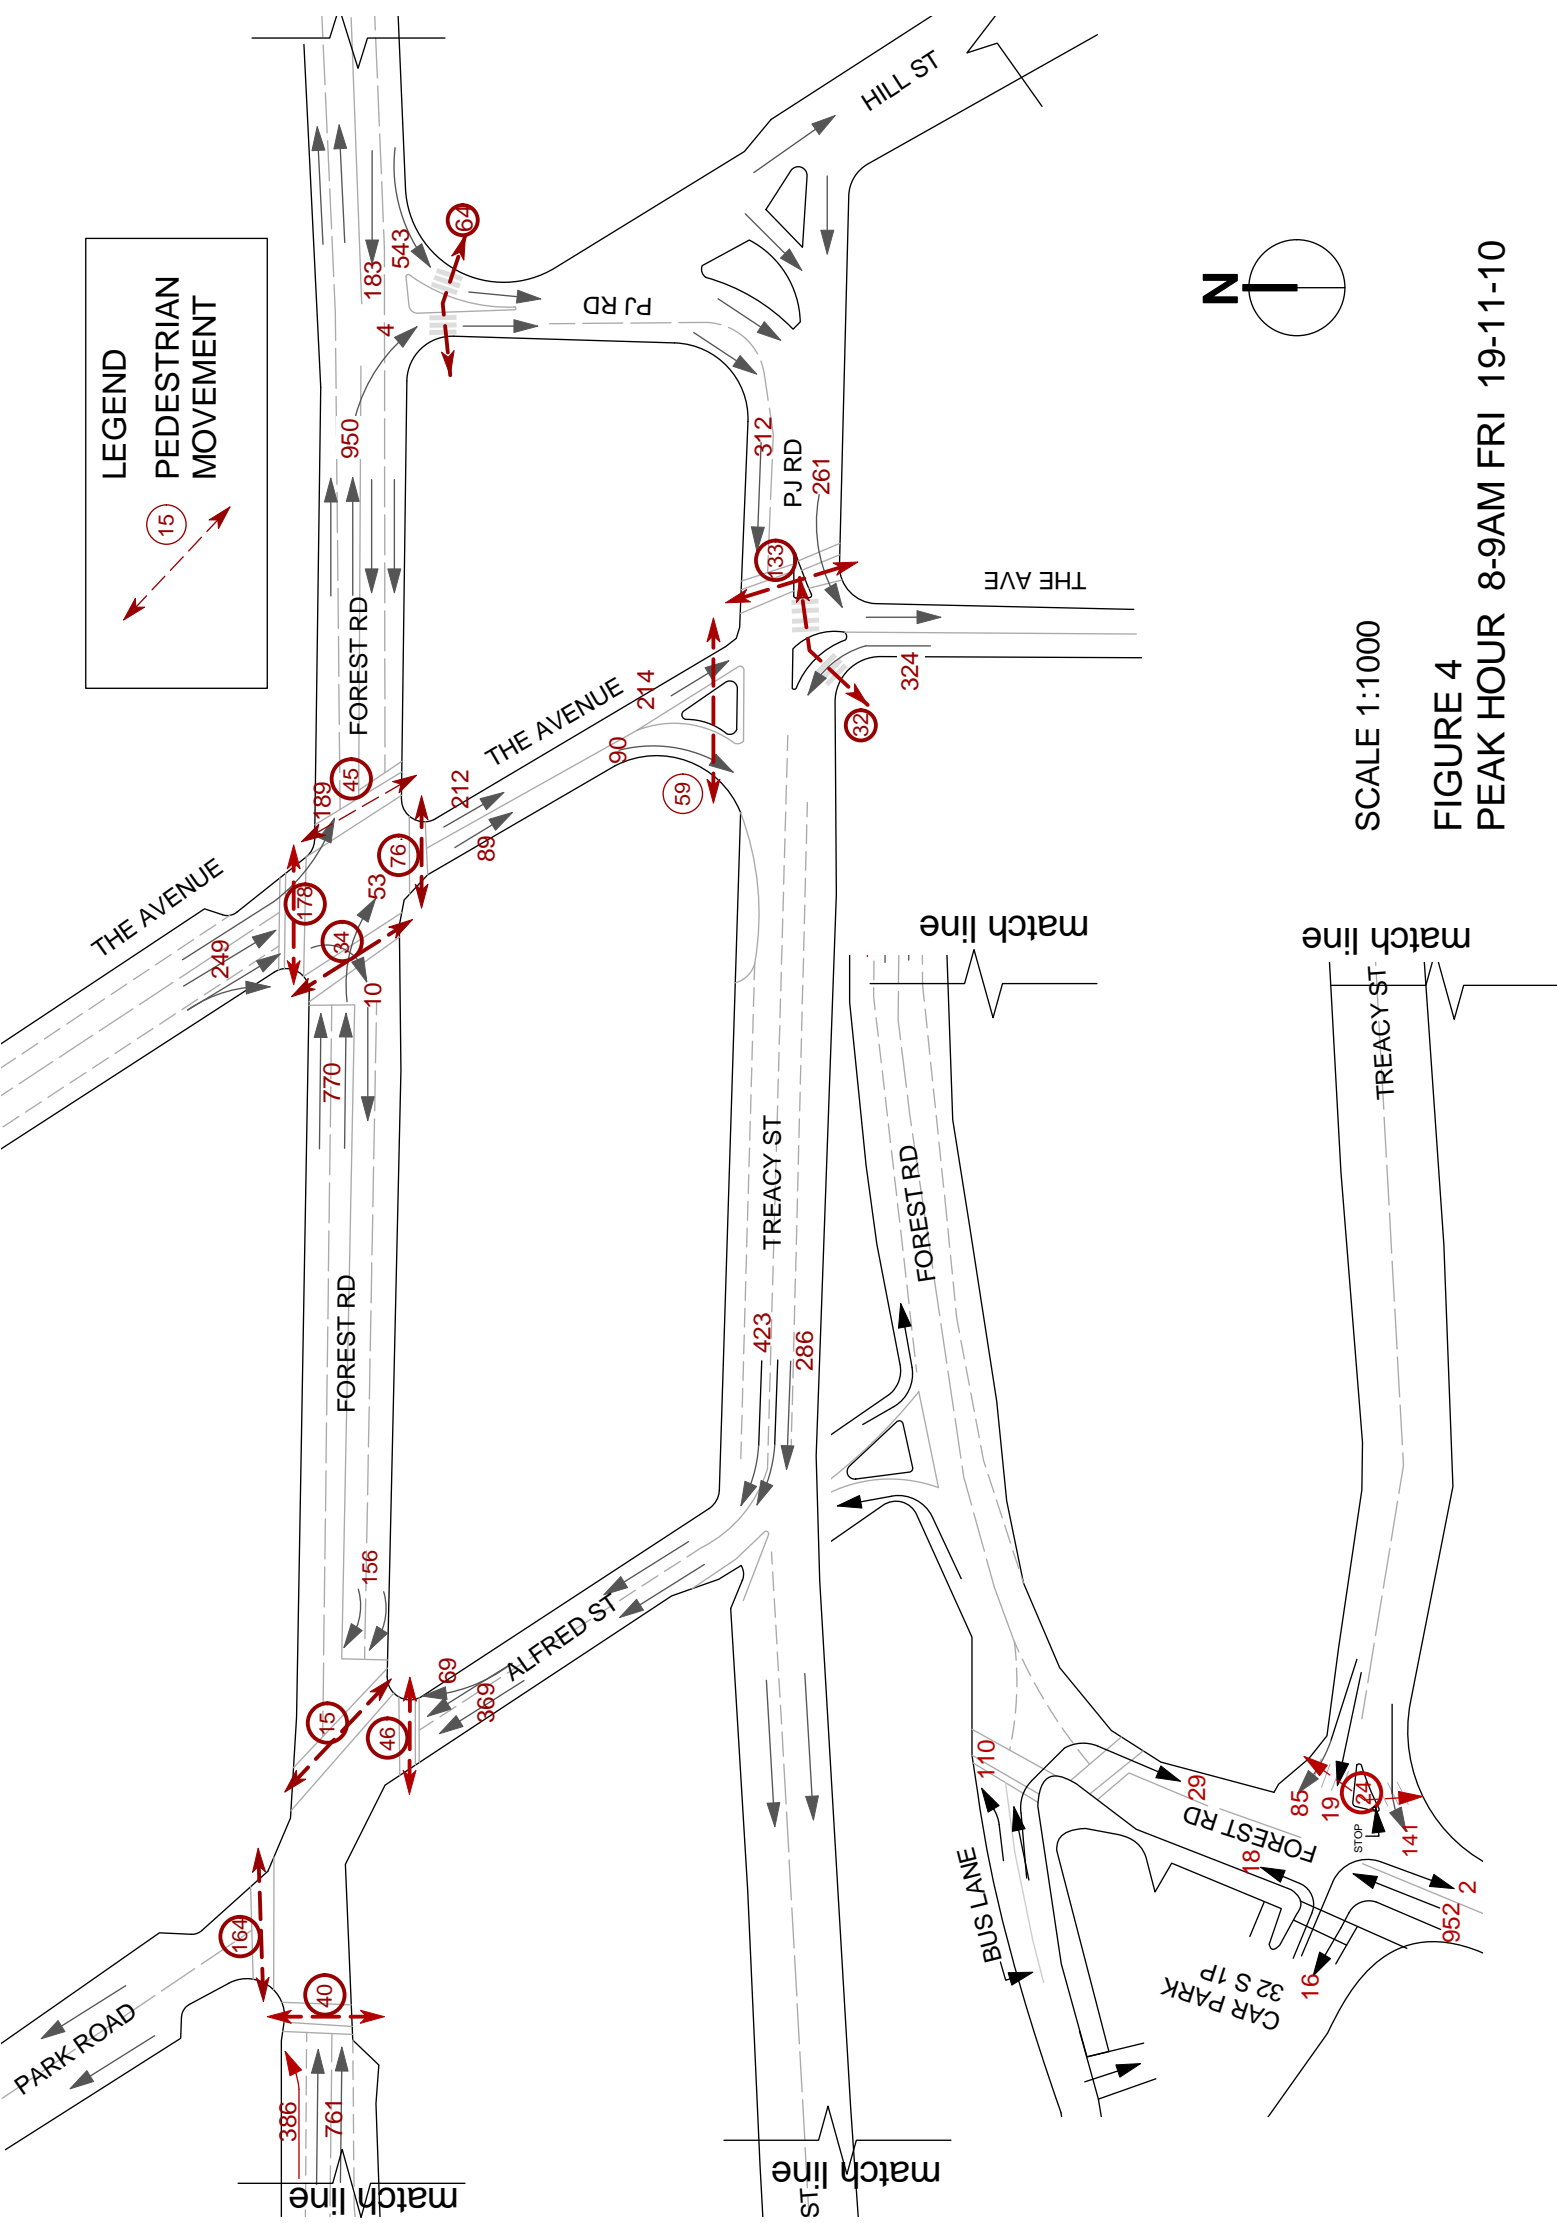 LEGEND
15
PEDESTRIAN
MOVEMENT
HILL ST
64
543
183
4
950
PJ RD
FOREST RD
312
PJ RD
261
133
THE AVE
THE AVENUE
214
90
59
324
32
45
189
76
212
89
178
53
34
10
THE AVENUE
249
770
FOREST RD
TREACY ST
423
286
156
ALFRED ST
69
369
15
46
164
40
PARK ROAD
386
761
match line
match line
ST
match line
match line
TREACY ST
FOREST RD
110
29
FOREST RD
85
19
24
STOP
141
18
BUS LANE
2
952
16
CAR PARK
32 S 1P
N
SCALE 1:1000
FIGURE 4
PEAK HOUR 8-9AM FRI 19-11-10